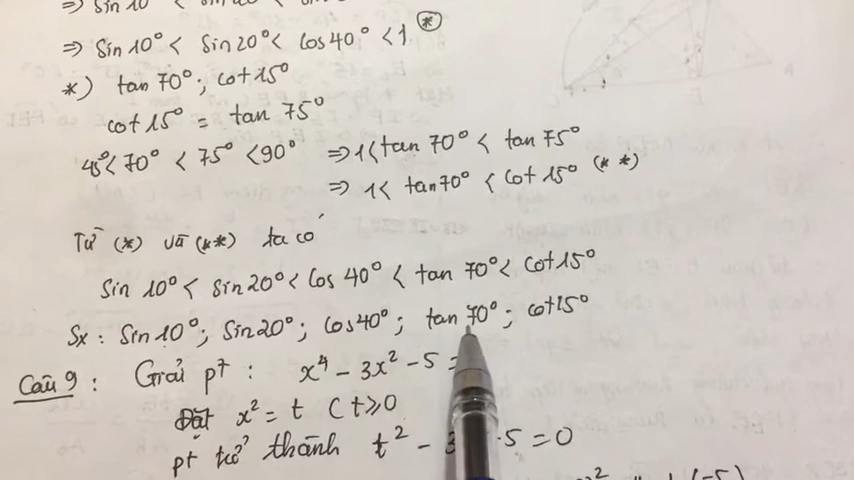 ⇒ Sin 10° <
⇒ Sin 10° < Sin 20° < Cos 40° < 1 (*)
*) tan 70° ; cot 15°
cot 15° = tan 75°
45° < 70° < 75° < 90° ⇒ 1 < tan 70° < tan 75°
⇒ 1 < tan 70° < cot 15° (**)
Từ (*) và (**) ta có
Sin 10° < Sin 20° < Cos 40° < tan 70° < Cot 15°
Sx : Sin 10° ; Sin 20° ; Cos 40° ; tan 70° ; cot 15°
Câu 9 : Giải pt : x⁴ - 3x² - 5 =
Đặt x² = t ( t ≥ 0
pt trở thành t² - 3 - 5 = 0
(-5)